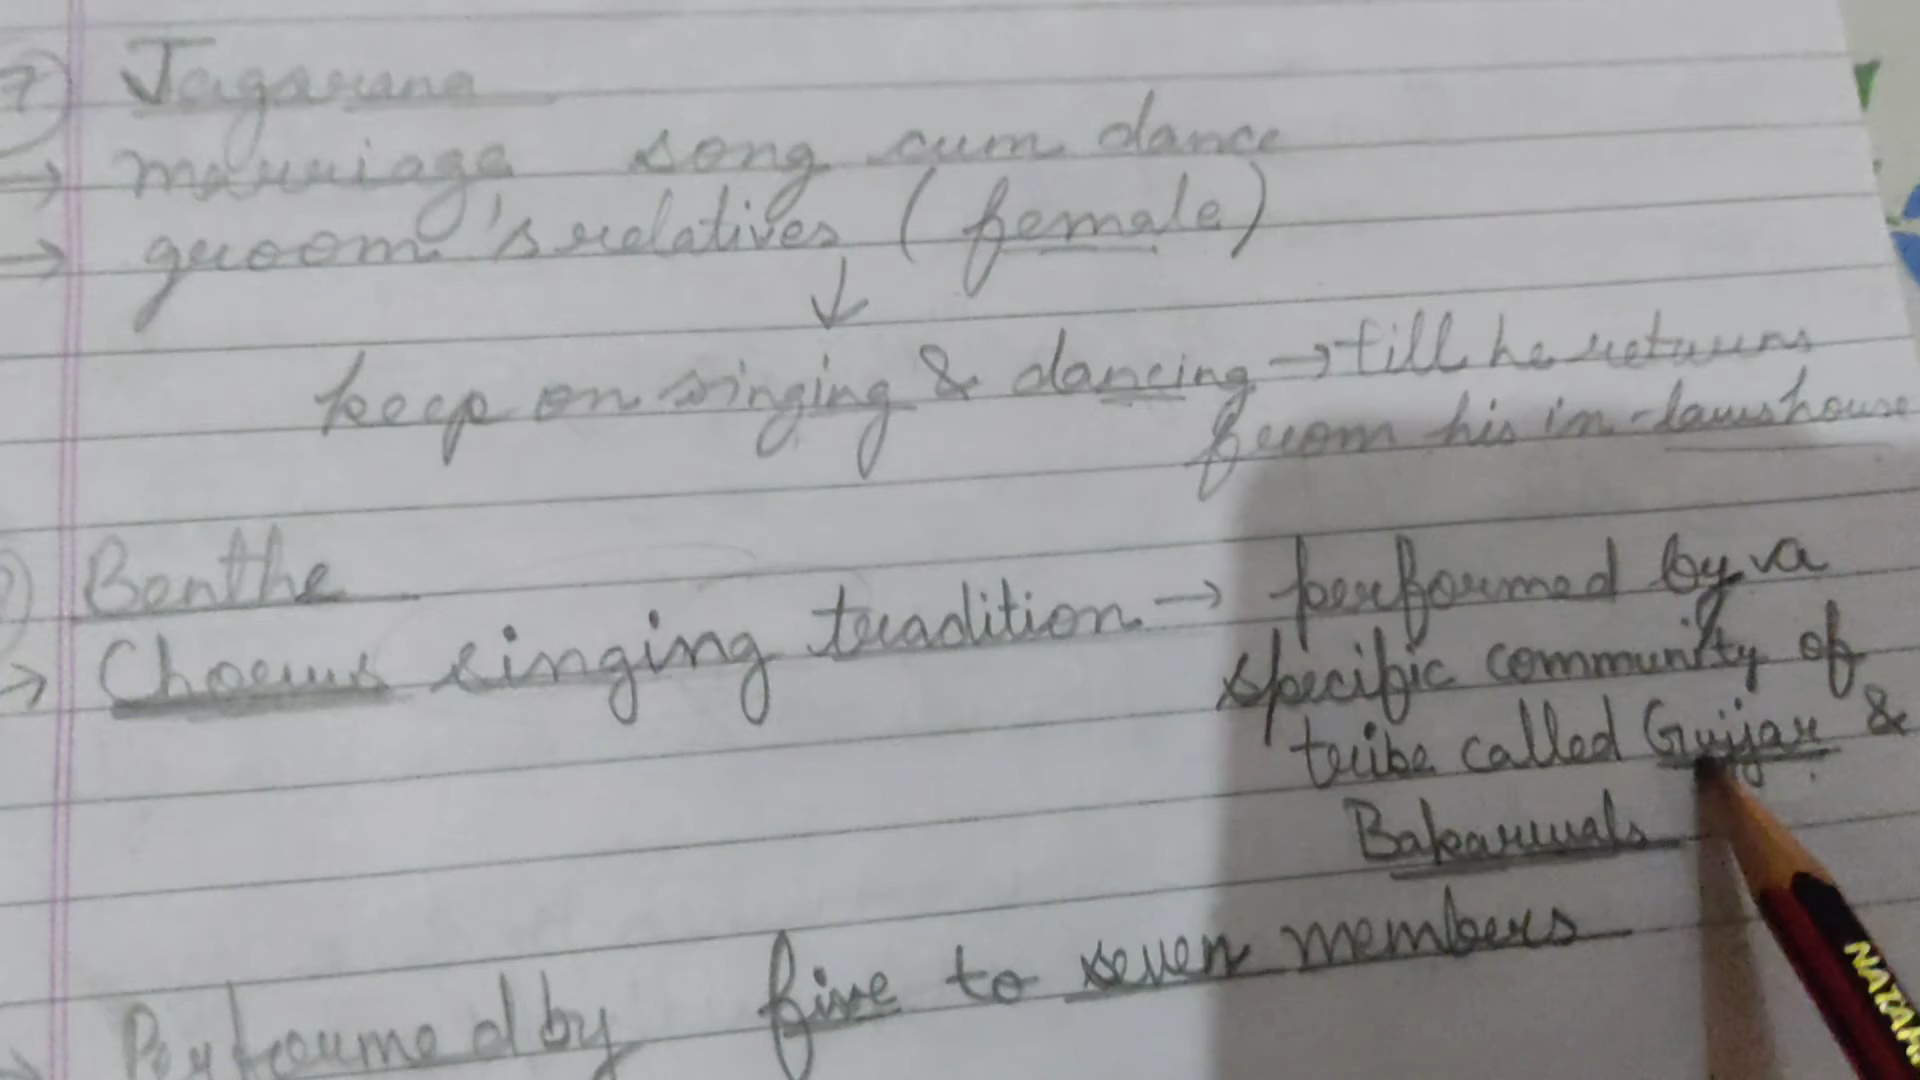 7) Jagarana
→ marriage song cum dance
→ groom's relatives (female)
↓
keep on singing & dancing → till he returns
from his in-laws house
Benthe
→ Chorus singing tradition → performed by a
specific community of
tribe called Gujjar &
Bakarwals
Performed by five to seven members
NATARAJ